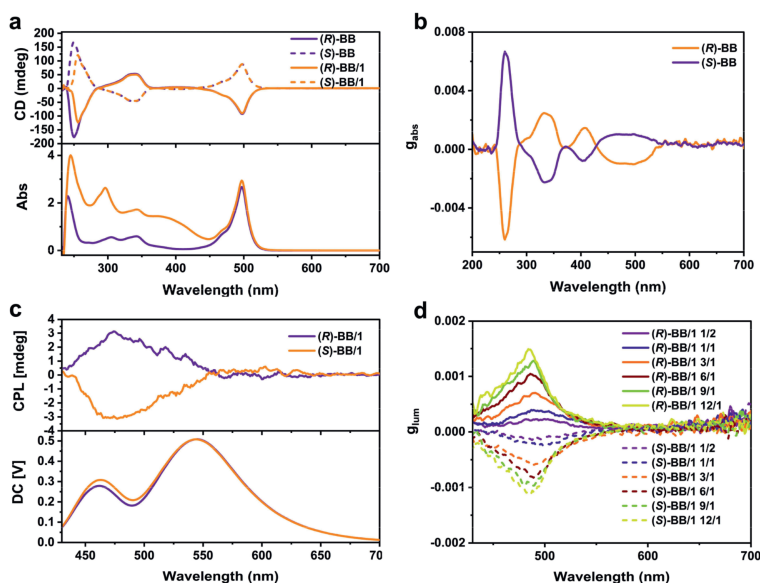 a
CD (mdeg)
200
150
100
50
0
-50
-100
-150
-200
(R)-BB
(S)-BB
(R)-BB/1
(S)-BB/1
Abs
4
2
0
300 400 500 600 700
Wavelength (nm)
b
gabs
0.008
0.004
0.000
-0.004
(R)-BB
(S)-BB
200 300 400 500 600 700
Wavelength (nm)
c
CPL [mdeg]
4
3
2
1
0
-1
-2
-3
(R)-BB/1
(S)-BB/1
DC [V]
0.5
0.4
0.3
0.2
0.1
0.0
450 500 550 600 650 700
Wavelength (nm)
d
glum
0.002
0.001
0.000
-0.001
-0.002
(R)-BB/1 1/2
(R)-BB/1 1/1
(R)-BB/1 3/1
(R)-BB/1 6/1
(R)-BB/1 9/1
(R)-BB/1 12/1
(S)-BB/1 1/2
(S)-BB/1 1/1
(S)-BB/1 3/1
(S)-BB/1 6/1
(S)-BB/1 9/1
(S)-BB/1 12/1
500 600 700
Wavelength (nm)